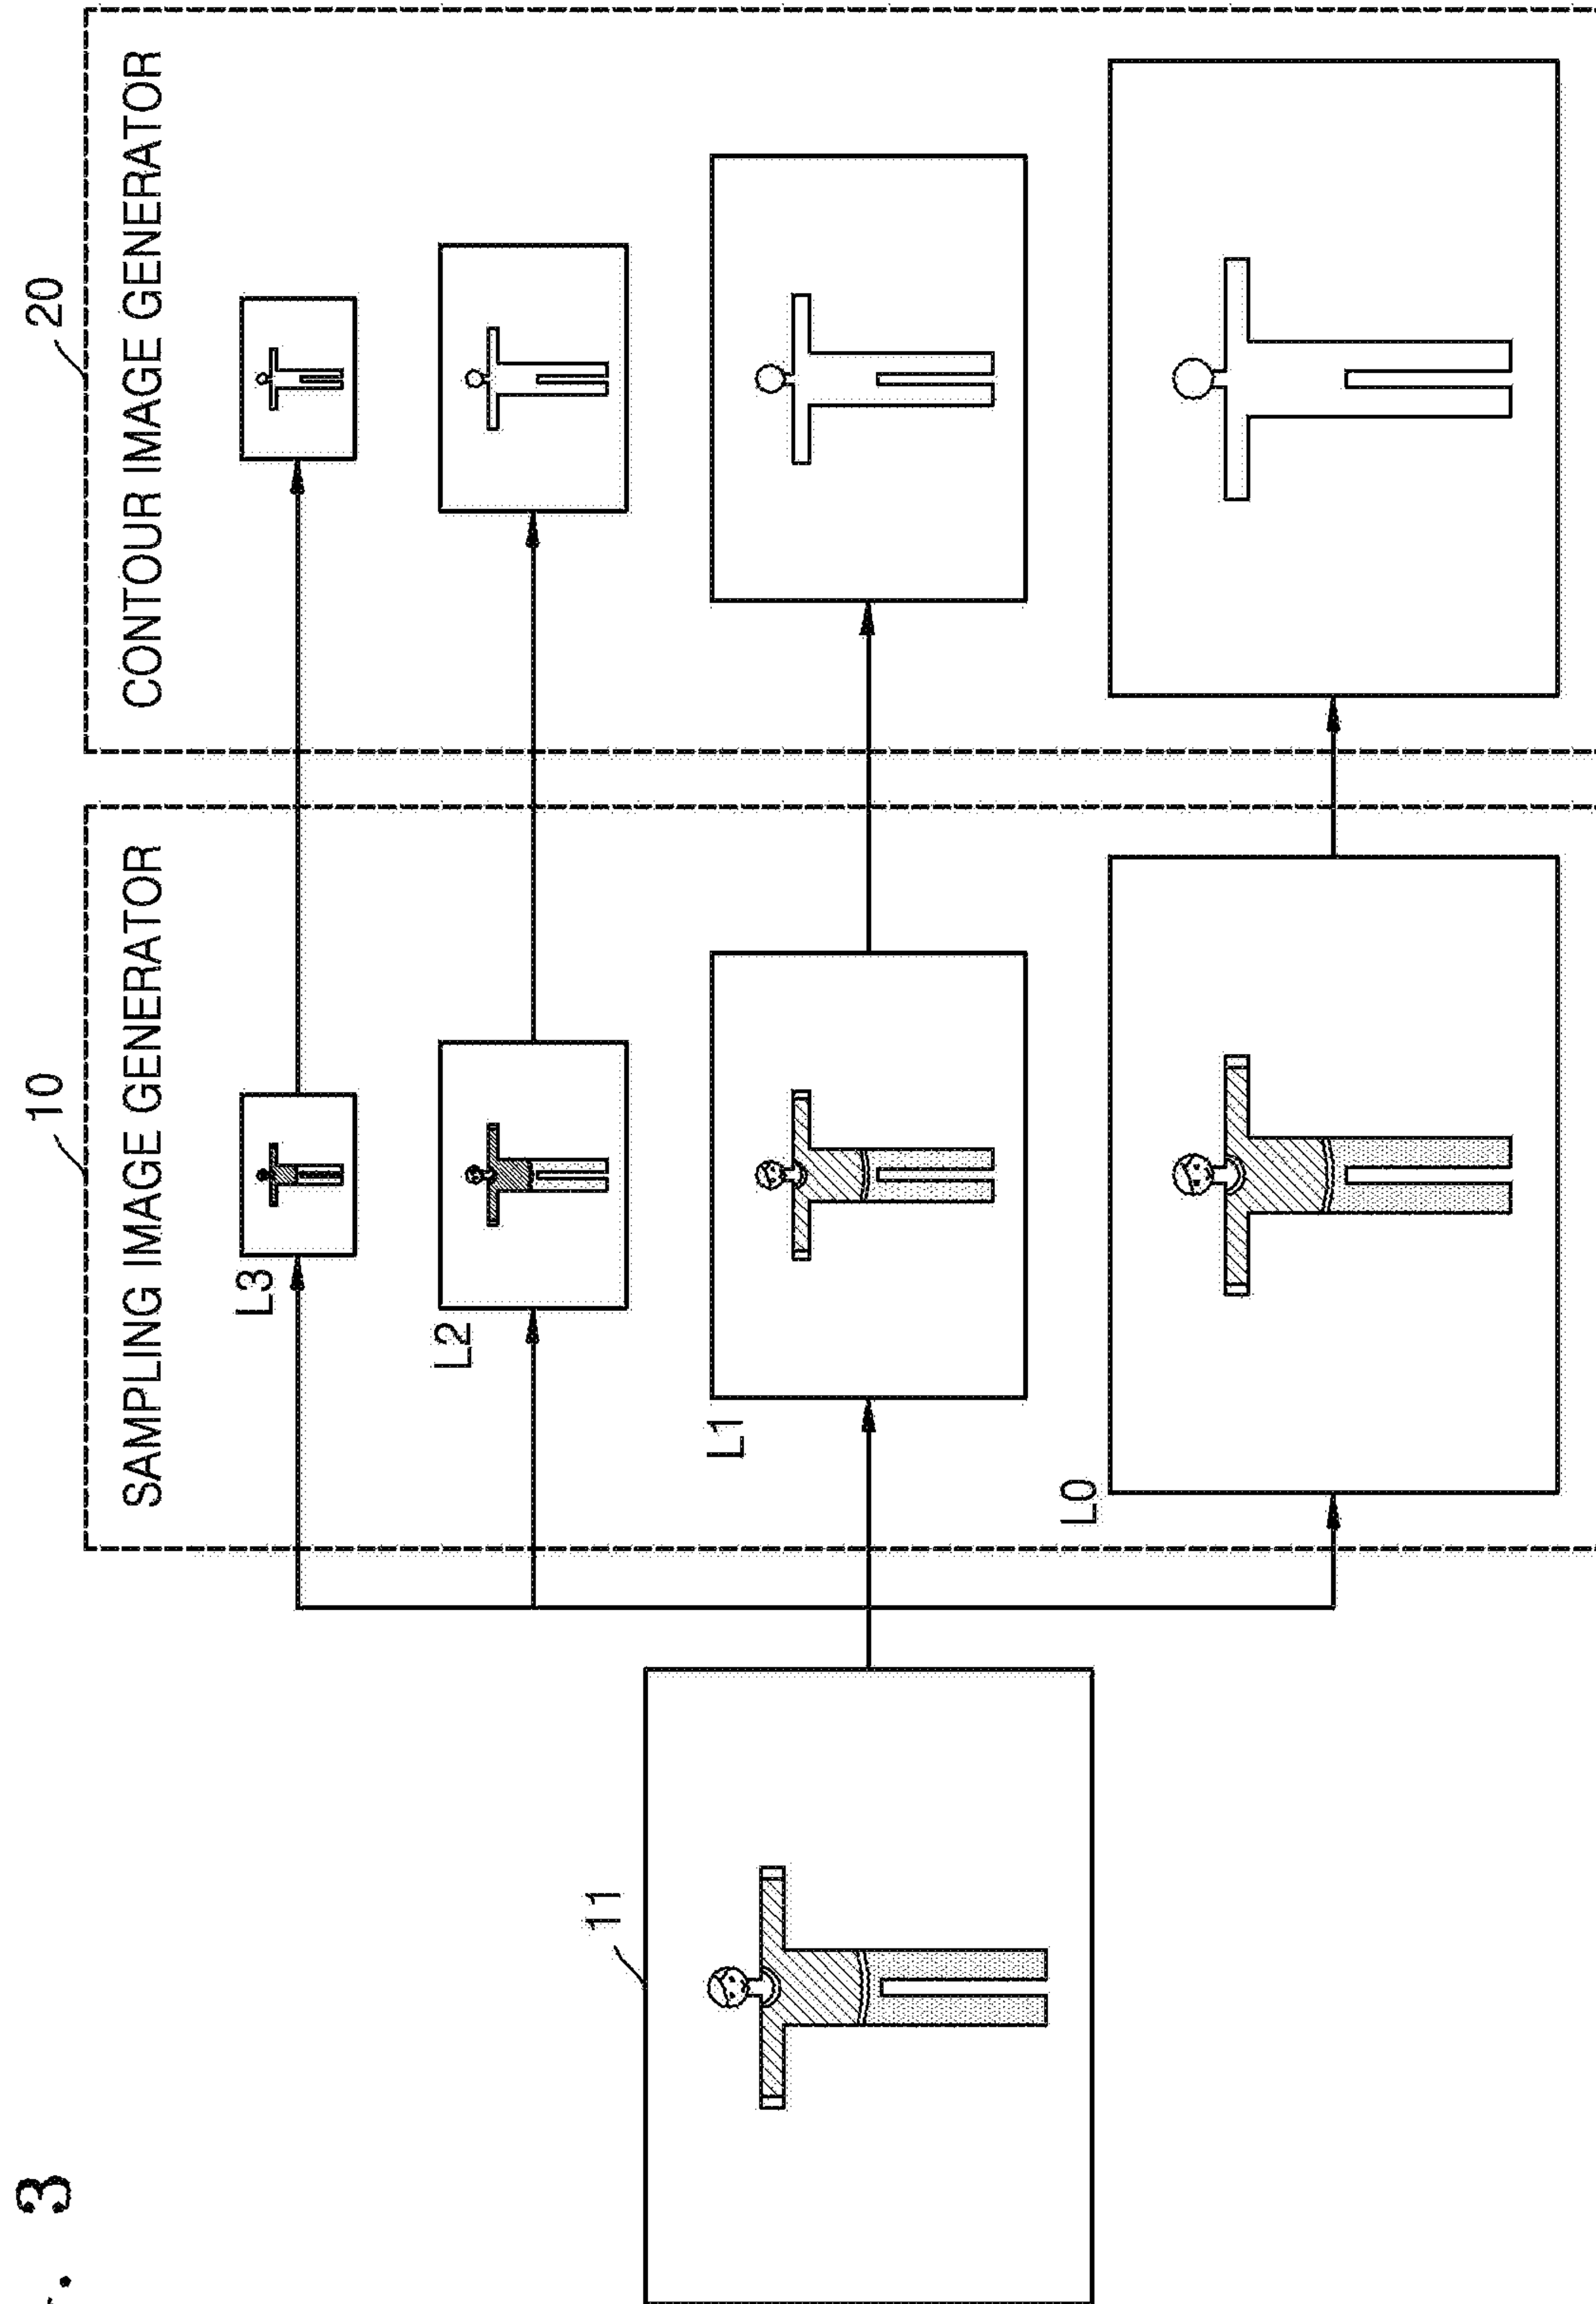 . 3
10
SAMPLING IMAGE GENERATOR
20
CONTOUR IMAGE GENERATOR
L3
L2
11
L1
L0